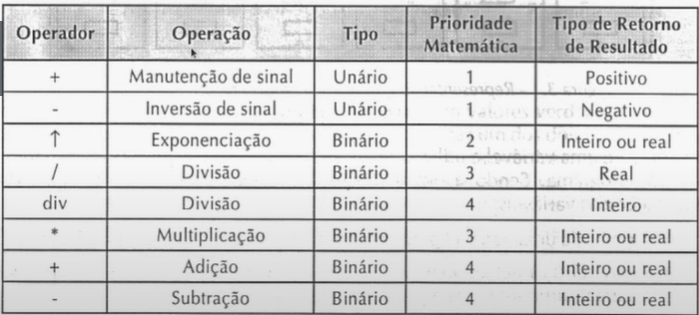 Operador Operação Tipo Prioridade Matemática Tipo de Retorno de Resultado
+ Manutenção de sinal Unário 1 Positivo
- Inversão de sinal Unário 1 Negativo
↑ Exponenciação Binário 2 Inteiro ou real
/ Divisão Binário 3 Real
div Divisão Binário 4 Inteiro
* Multiplicação Binário 3 Inteiro ou real
+ Adição Binário 4 Inteiro ou real
- Subtração Binário 4 Inteiro ou real